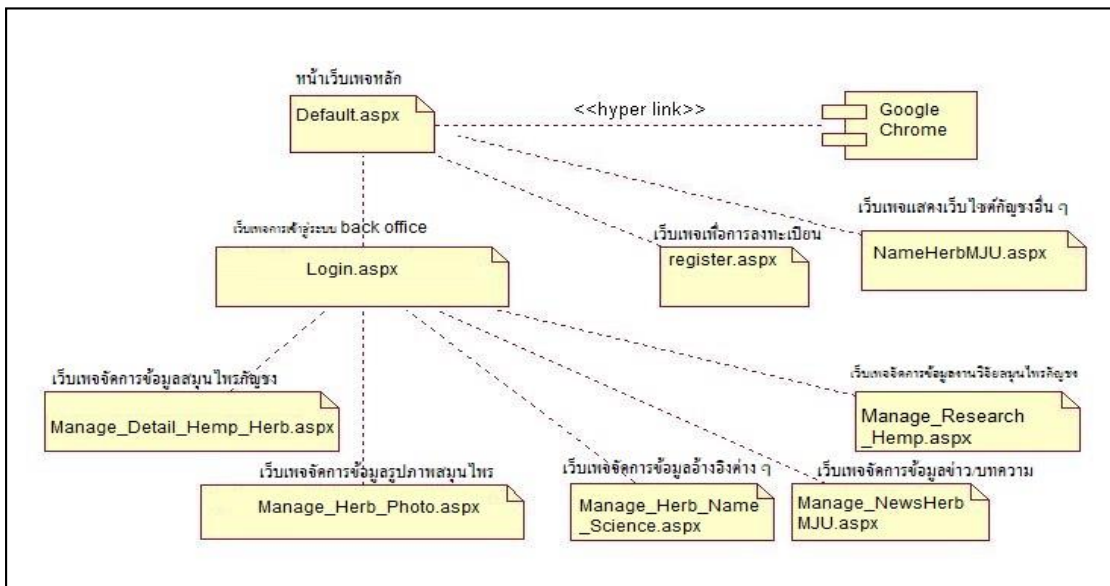 หน้าเว็บเพจหลัก
Default.aspx
<<hyper link>>
Google
Chrome
เว็บเพจการเข้าสู่ระบบ back office
Login.aspx
เว็บเพจเพื่อการลงทะเบียน
register.aspx
เว็บเพจแสดงเว็บไซต์กัญชงอื่น ๆ
NameHerbMJU.aspx
เว็บเพจจัดการข้อมูลสมุนไพรกัญชง
Manage_Detail_Hemp_Herb.aspx
เว็บเพจจัดการข้อมูลรูปภาพสมุนไพร
Manage_Herb_Photo.aspx
เว็บเพจจัดการข้อมูลอ้างอิงต่าง ๆ
Manage_Herb_Name
_Science.aspx
เว็บเพจจัดการข้อมูลข่าว/บทความ
Manage_NewsHerb
MJU.aspx
เว็บเพจจัดการข้อมูลงานวิจัยสมุนไพรกัญชง
Manage_Research
_Hemp.aspx